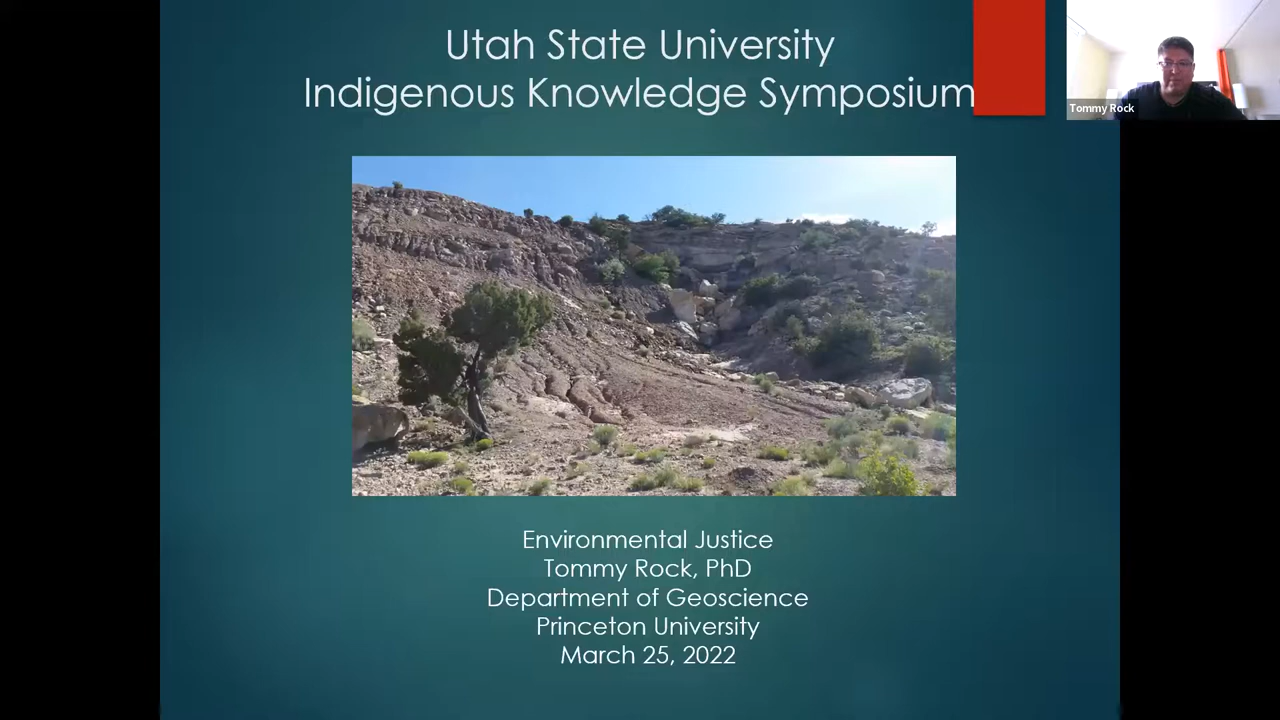 Utah State University
Indigenous Knowledge Symposium
Tommy Rock
Environmental Justice
Tommy Rock, PhD
Department of Geoscience
Princeton University
March 25, 2022